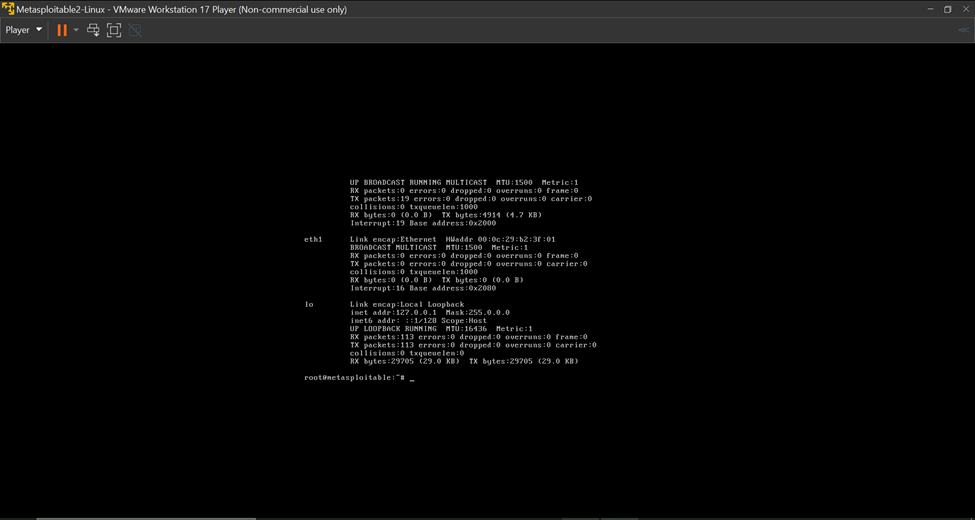 Metasploitable2-Linux - VMware Workstation 17 Player (Non-commercial use only)
Player
UP BROADCAST RUNNING MULTICAST  MTU:1500  Metric:1
RX packets:0 errors:0 dropped:0 overruns:0 frame:0
TX packets:19 errors:0 dropped:0 overruns:0 carrier:0
collisions:0 txqueuelen:1000
RX bytes:0 (0.0 B)  TX bytes:4914 (4.7 KB)
Interrupt:19 Base address:0x2000
eth1      Link encap:Ethernet  HWaddr 00:0c:29:b2:3f:01
BROADCAST MULTICAST  MTU:1500  Metric:1
RX packets:0 errors:0 dropped:0 overruns:0 frame:0
TX packets:0 errors:0 dropped:0 overruns:0 carrier:0
collisions:0 txqueuelen:1000
RX bytes:0 (0.0 B)  TX bytes:0 (0.0 B)
Interrupt:16 Base address:0x2080
lo        Link encap:Local Loopback
inet addr:127.0.0.1  Mask:255.0.0.0
inet6 addr: ::1/128 Scope:Host
UP LOOPBACK RUNNING  MTU:16436  Metric:1
RX packets:113 errors:0 dropped:0 overruns:0 frame:0
TX packets:113 errors:0 dropped:0 overruns:0 carrier:0
collisions:0 txqueuelen:0
RX bytes:29705 (29.0 KB)  TX bytes:29705 (29.0 KB)
root@metasploitable:~# _